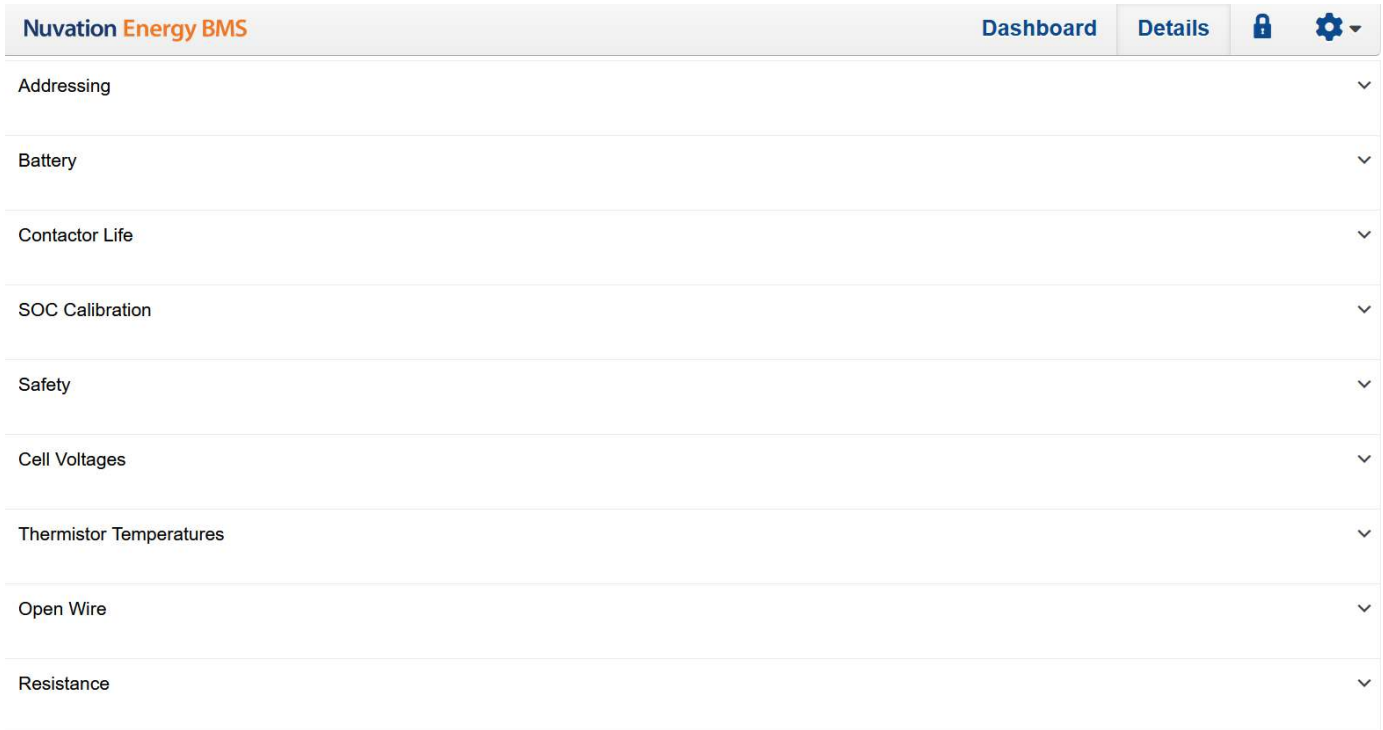 Nuvation Energy BMS Dashboard Details
Addressing
Battery
Contactor Life
SOC Calibration
Safety
Cell Voltages
Thermistor Temperatures
Open Wire
Resistance